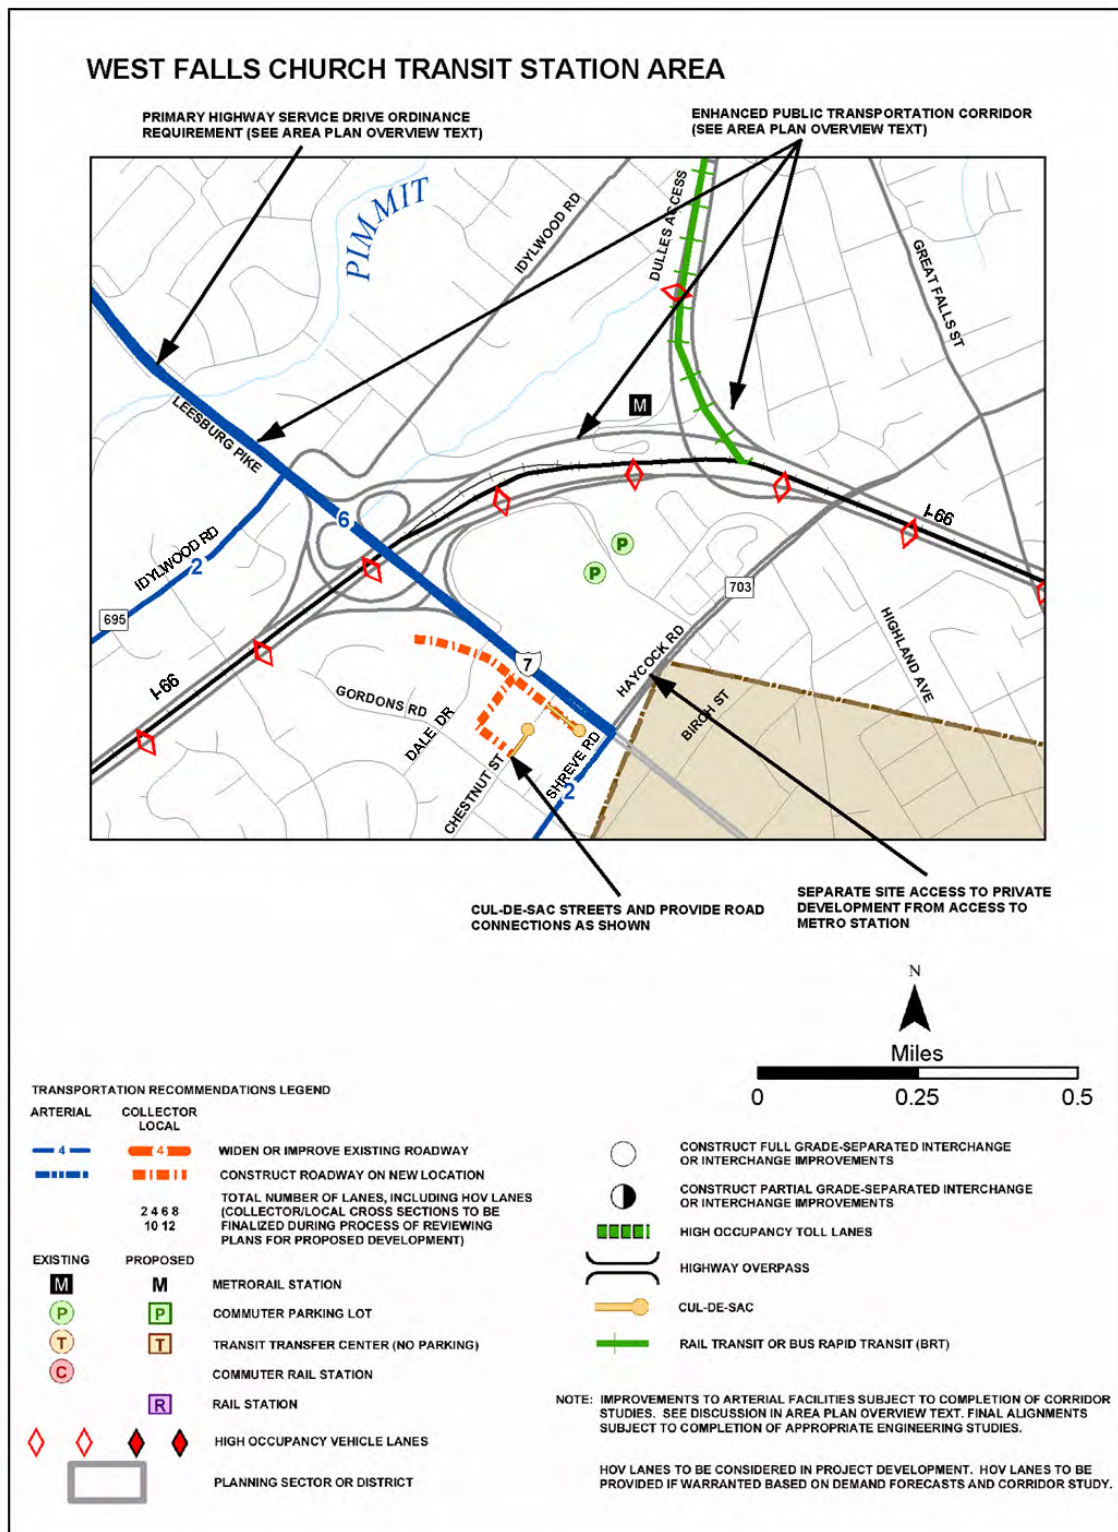 WEST FALLS CHURCH TRANSIT STATION AREA
PRIMARY HIGHWAY SERVICE DRIVE ORDINANCE
REQUIREMENT (SEE AREA PLAN OVERVIEW TEXT)
ENHANCED PUBLIC TRANSPORTATION CORRIDOR
(SEE AREA PLAN OVERVIEW TEXT)
PIMMIT
IDYLWOOD RD
DULLES ACCESS
GREAT FALLS ST
M
LEESBURG PIKE
6
I-66
IDYLWOOD RD
2
P
P
703
695
HIGHLAND AVE
HAYCOCK RD
7
I-66
GORDONS RD
DALE DR
BIRCH ST
SHREVE RD
CHESTNUT ST
2
CUL-DE-SAC STREETS AND PROVIDE ROAD
CONNECTIONS AS SHOWN
SEPARATE SITE ACCESS TO PRIVATE
DEVELOPMENT FROM ACCESS TO
METRO STATION
N
Miles
0 0.25 0.5
TRANSPORTATION RECOMMENDATIONS LEGEND
ARTERIAL COLLECTOR
LOCAL
4 4 WIDEN OR IMPROVE EXISTING ROADWAY
CONSTRUCT ROADWAY ON NEW LOCATION
TOTAL NUMBER OF LANES, INCLUDING HOV LANES
2 4 6 8 (COLLECTOR/LOCAL CROSS SECTIONS TO BE
10 12 FINALIZED DURING PROCESS OF REVIEWING
PLANS FOR PROPOSED DEVELOPMENT)
EXISTING PROPOSED
M M METRORAIL STATION
P P COMMUTER PARKING LOT
T T TRANSIT TRANSFER CENTER (NO PARKING)
C COMMUTER RAIL STATION
R RAIL STATION
HIGH OCCUPANCY VEHICLE LANES
PLANNING SECTOR OR DISTRICT
CONSTRUCT FULL GRADE-SEPARATED INTERCHANGE
OR INTERCHANGE IMPROVEMENTS
CONSTRUCT PARTIAL GRADE-SEPARATED INTERCHANGE
OR INTERCHANGE IMPROVEMENTS
HIGH OCCUPANCY TOLL LANES
HIGHWAY OVERPASS
CUL-DE-SAC
RAIL TRANSIT OR BUS RAPID TRANSIT (BRT)
NOTE: IMPROVEMENTS TO ARTERIAL FACILITIES SUBJECT TO COMPLETION OF CORRIDOR
STUDIES. SEE DISCUSSION IN AREA PLAN OVERVIEW TEXT. FINAL ALIGNMENTS
SUBJECT TO COMPLETION OF APPROPRIATE ENGINEERING STUDIES.
HOV LANES TO BE CONSIDERED IN PROJECT DEVELOPMENT. HOV LANES TO BE
PROVIDED IF WARRANTED BASED ON DEMAND FORECASTS AND CORRIDOR STUDY.